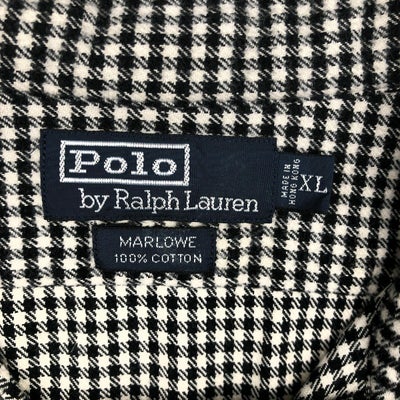 Polo
by Ralph Lauren
MADE IN
HONG KONG
XL
MARLOWE
100% COTTON